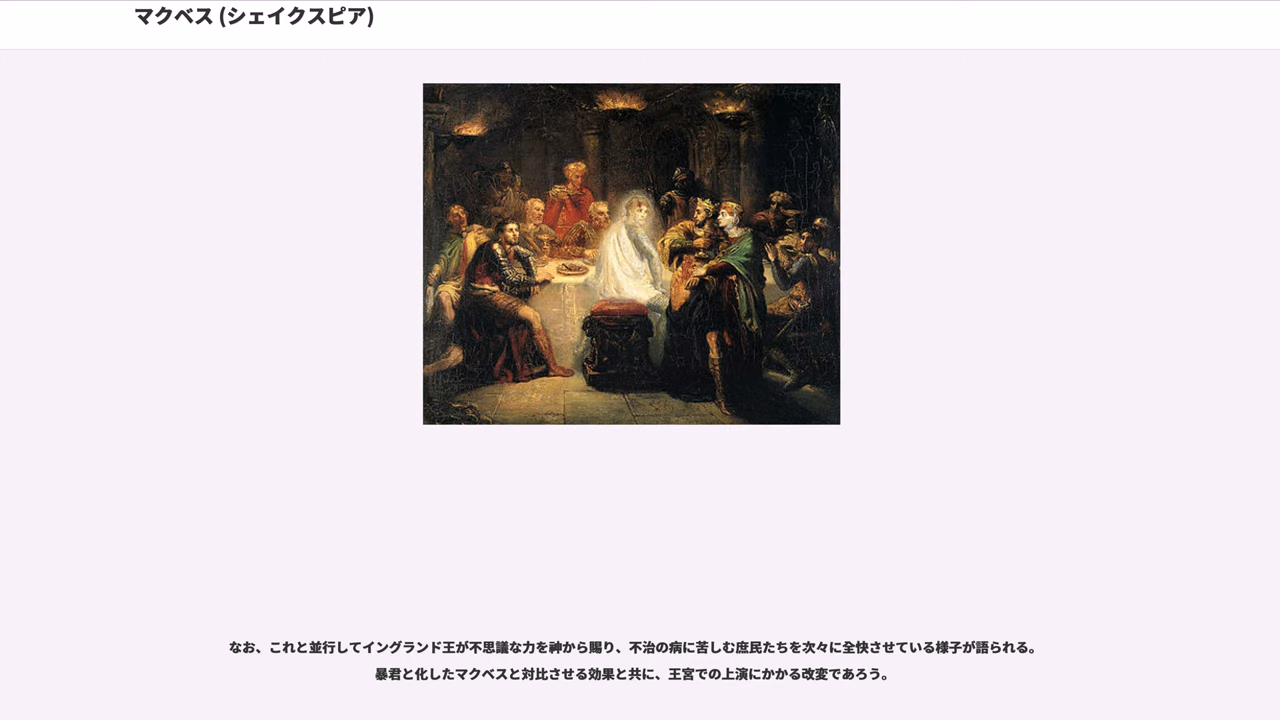 マクベス (シェイクスピア)
なお、これと並行してイングランド王が不思議な力を神から賜り、不治の病に苦しむ庶民たちを次々に全快させている様子が語られる。
暴君と化したマクベスと対比させる効果と共に、王宮での上演にかかる改変であろう。